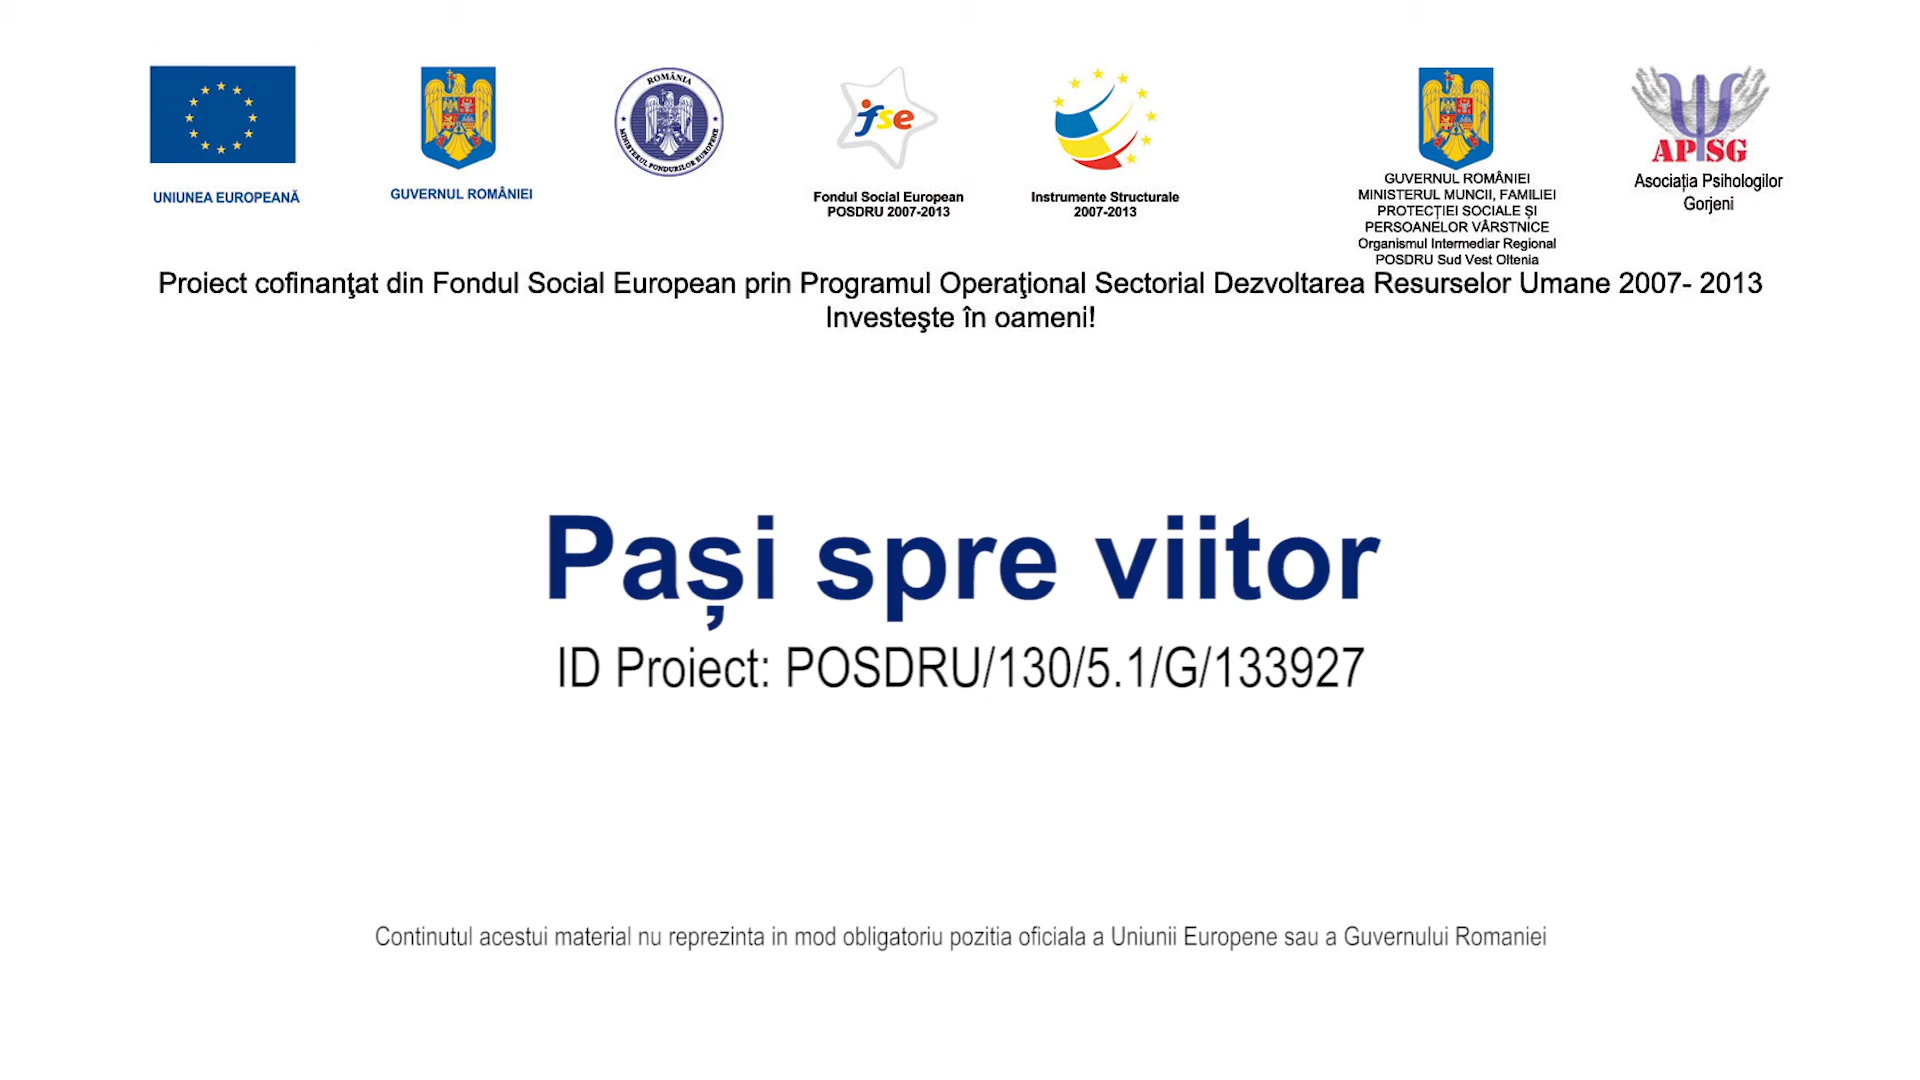 ROMÂNIA
MINISTERUL FONDURILOR EUROPENE
fse
APSG
UNIUNEA EUROPEANĂ
GUVERNUL ROMÂNIEI
Fondul Social European
POSDRU 2007-2013
Instrumente Structurale
2007-2013
GUVERNUL ROMÂNIEI
MINISTERUL MUNCII, FAMILIEI
PROTECȚIEI SOCIALE ȘI
PERSOANELOR VÂRSTNICE
Organismul Intermediar Regional
POSDRU Sud Vest Oltenia
Asociația Psihologilor
Gorjeni
Proiect cofinanţat din Fondul Social European prin Programul Operaţional Sectorial Dezvoltarea Resurselor Umane 2007- 2013
Investeşte în oameni!
Pași spre viitor
ID Proiect: POSDRU/130/5.1/G/133927
Continutul acestui material nu reprezinta in mod obligatoriu pozitia oficiala a Uniunii Europene sau a Guvernului Romaniei